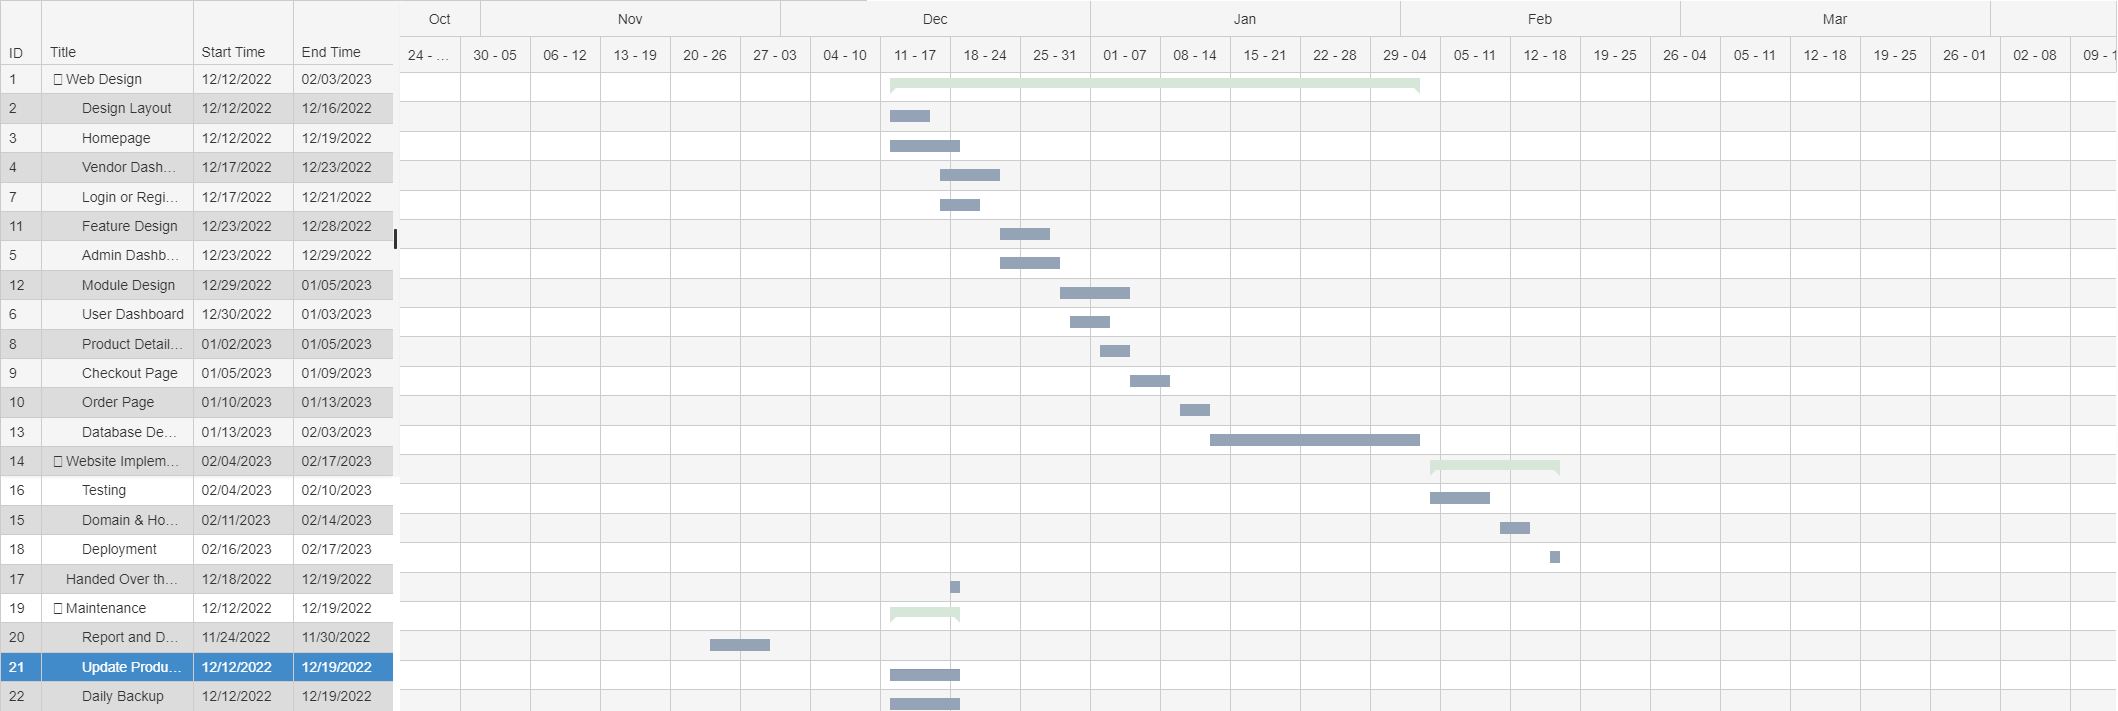 Oct Nov Dec Jan Feb Mar
ID Title Start Time End Time 24 - ... 30 - 05 06 - 12 13 - 19 20 - 26 27 - 03 04 - 10 11 - 17 18 - 24 25 - 31 01 - 07 08 - 14 15 - 21 22 - 28 29 - 04 05 - 11 12 - 18 19 - 25 26 - 04 05 - 11 12 - 18 19 - 25 26 - 01 02 - 08 09 - 1
1 Web Design 12/12/2022 02/03/2023
2 Design Layout 12/12/2022 12/16/2022
3 Homepage 12/12/2022 12/19/2022
4 Vendor Dash... 12/17/2022 12/23/2022
7 Login or Regi... 12/17/2022 12/21/2022
11 Feature Design 12/23/2022 12/28/2022
5 Admin Dashb... 12/23/2022 12/29/2022
12 Module Design 12/29/2022 01/05/2023
6 User Dashboard 12/30/2022 01/03/2023
8 Product Detail... 01/02/2023 01/05/2023
9 Checkout Page 01/05/2023 01/09/2023
10 Order Page 01/10/2023 01/13/2023
13 Database De... 01/13/2023 02/03/2023
14 Website Implem... 02/04/2023 02/17/2023
16 Testing 02/04/2023 02/10/2023
15 Domain & Ho... 02/11/2023 02/14/2023
18 Deployment 02/16/2023 02/17/2023
17 Handed Over th... 12/18/2022 12/19/2022
19 Maintenance 12/12/2022 12/19/2022
20 Report and D... 11/24/2022 11/30/2022
21 Update Produ... 12/12/2022 12/19/2022
22 Daily Backup 12/12/2022 12/19/2022